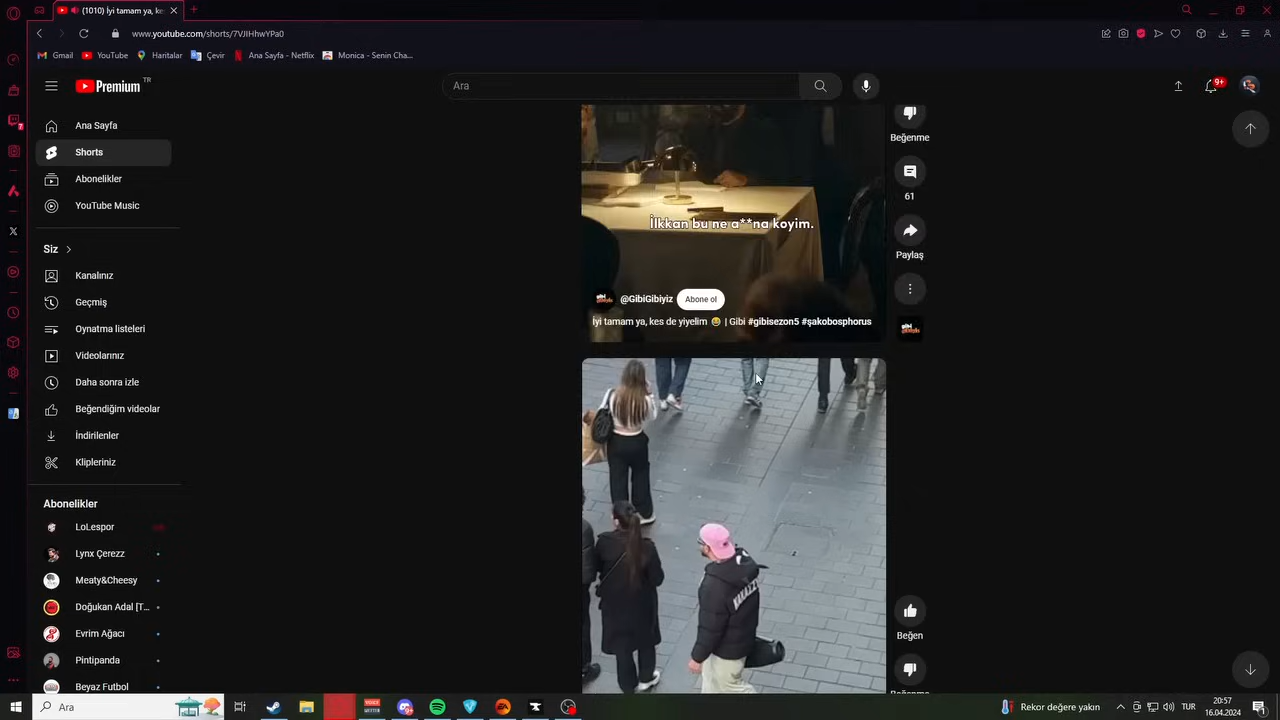 (1010) İyi tamam ya, kes
www.youtube.com/shorts/7VJIHhwYPa0
Gmail
YouTube
Haritalar
Çevir
Ana Sayfa - Netflix
Monica - Senin Cha...
Premium TR
Ara
9+
Ana Sayfa
Shorts
Abonelikler
YouTube Music
Siz
Kanalınız
Geçmiş
Oynatma listeleri
Videolarınız
Daha sonra izle
Beğendiğim videolar
İndirilenler
Klipleriniz
Abonelikler
LoLespor
Lynx Çerezz
Meaty&Cheesy
Doğukan Adal [T...
Evrim Ağacı
Pintipanda
Beyaz Futbol
İlkkan bu ne a**na koyim.
@GibiGibiyiz
Abone ol
İyi tamam ya, kes de yiyelim 😂 | Gibi #gibisezon5 #şakobosphorus
Beğenme
61
Paylaş
Beğen
Beğenme
Ara
Rekor değere yakın
TUR
20:57
16.04.2024